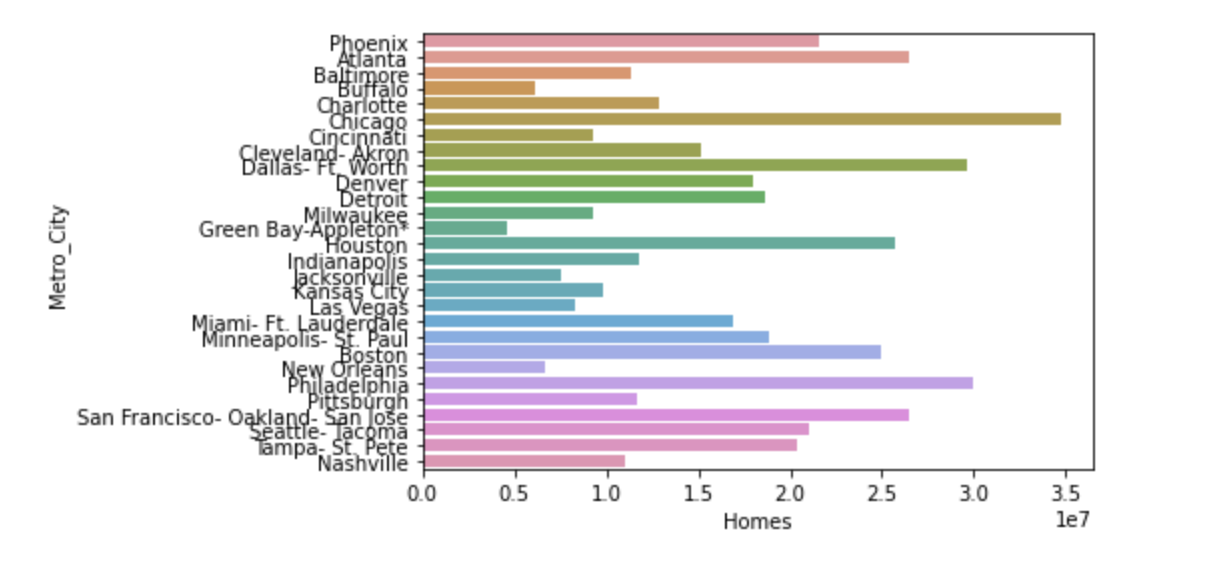 Phoenix
Atlanta
Baltimore
Buffalo
Charlotte
Chicago
Cincinnati
Cleveland- Akron
Dallas- Ft. Worth
Denver
Detroit
Milwaukee
Green Bay-Appleton*
Houston
Indianapolis
Jacksonville
Kansas City
Las Vegas
Miami- Ft. Lauderdale
Minneapolis- St. Paul
Boston
New Orleans
Philadelphia
Pittsburgh
San Francisco- Oakland- San Jose
Seattle- Tacoma
Tampa- St. Pete
Nashville
Metro_City
0.0 0.5 1.0 1.5 2.0 2.5 3.0 3.5
Homes
1e7